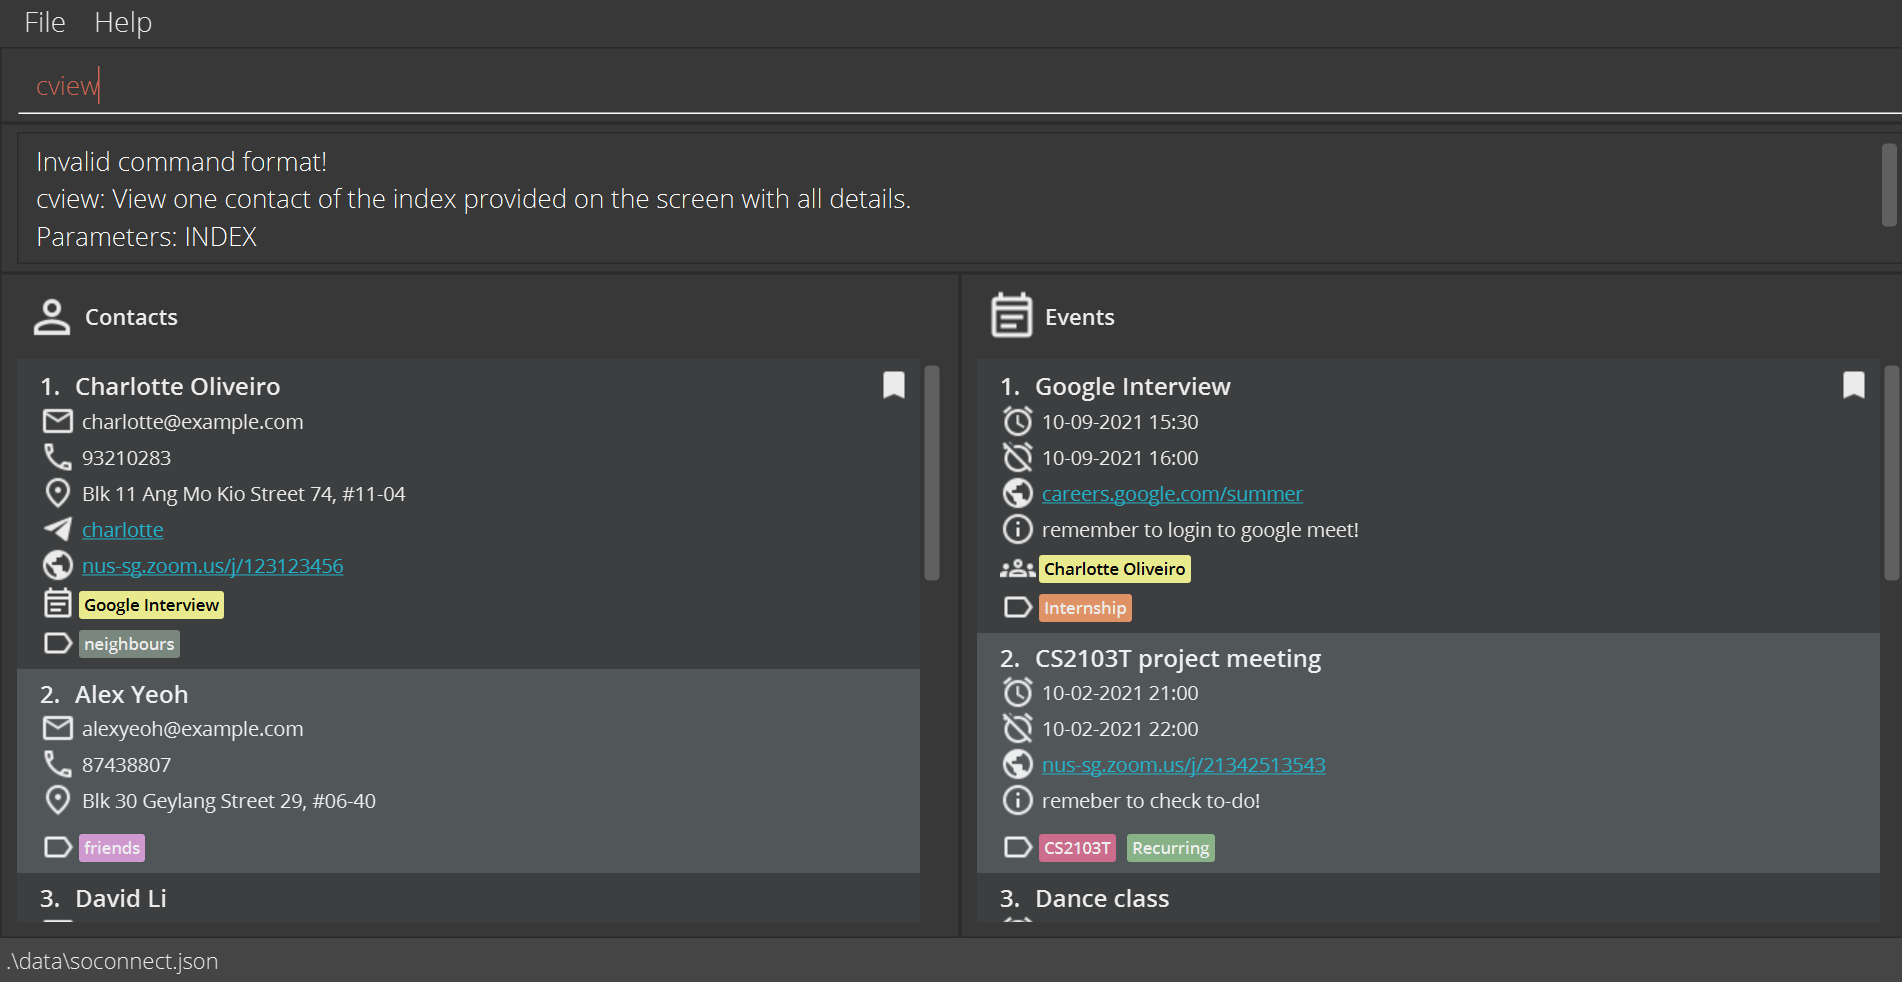 File Help
cview
Invalid command format!
cview: View one contact of the index provided on the screen with all details.
Parameters: INDEX
Contacts
1. Charlotte Oliveiro
charlotte@example.com
93210283
Blk 11 Ang Mo Kio Street 74, #11-04
charlotte
nus-sg.zoom.us/j/123123456
Google Interview
neighbours
2. Alex Yeoh
alexyeoh@example.com
87438807
Blk 30 Geylang Street 29, #06-40
friends
3. David Li
Events
1. Google Interview
10-09-2021 15:30
10-09-2021 16:00
careers.google.com/summer
remember to login to google meet!
Charlotte Oliveiro
Internship
2. CS2103T project meeting
10-02-2021 21:00
10-02-2021 22:00
nus-sg.zoom.us/j/21342513543
remeber to check to-do!
CS2103T Recurring
3. Dance class
.\data\soconnect.json